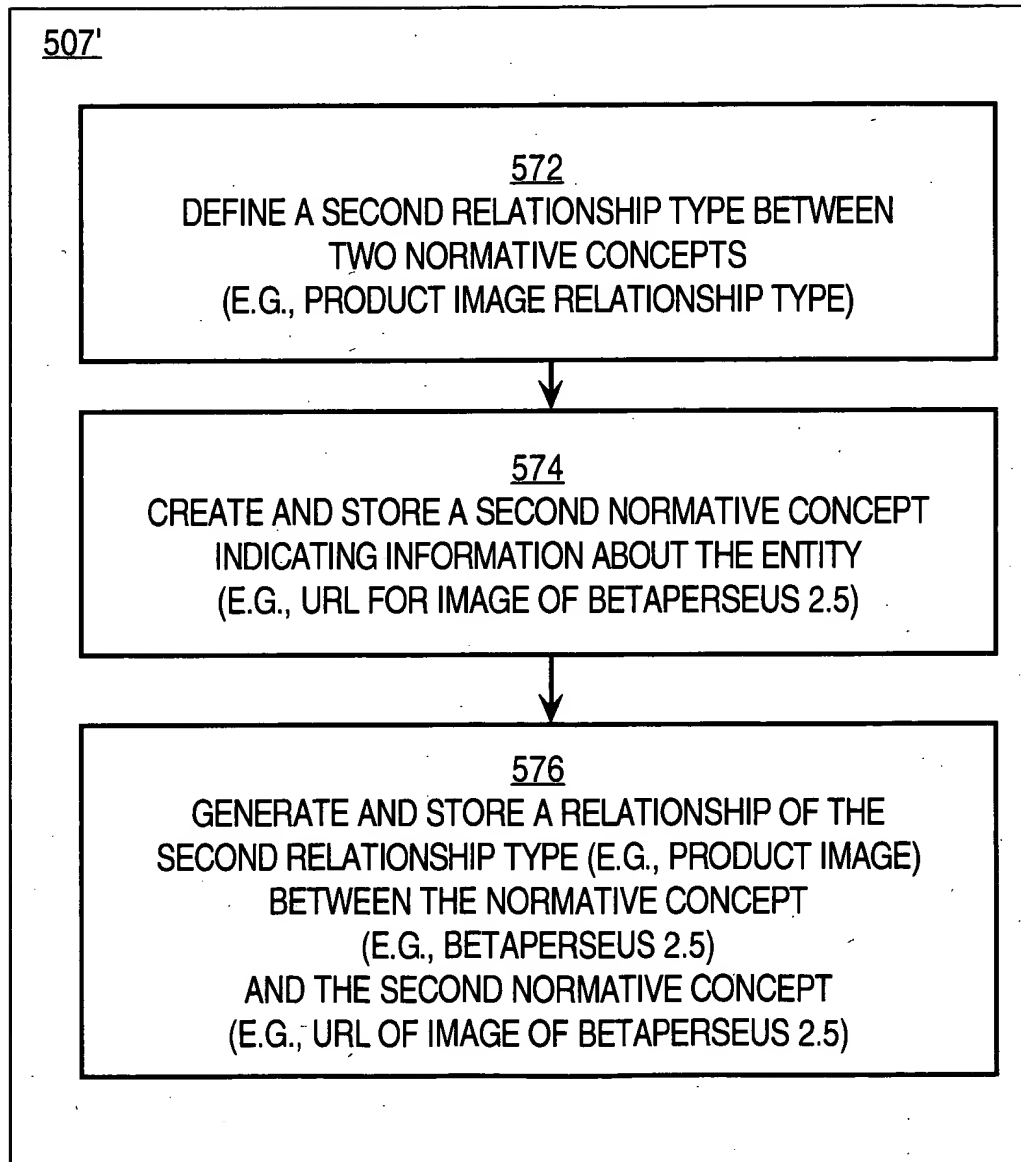 507'
572
DEFINE A SECOND RELATIONSHIP TYPE BETWEEN
TWO NORMATIVE CONCEPTS
(E.G., PRODUCT IMAGE RELATIONSHIP TYPE)
574
CREATE AND STORE A SECOND NORMATIVE CONCEPT
INDICATING INFORMATION ABOUT THE ENTITY
(E.G., URL FOR IMAGE OF BETAPERSEUS 2.5)
576
GENERATE AND STORE A RELATIONSHIP OF THE
SECOND RELATIONSHIP TYPE (E.G., PRODUCT IMAGE)
BETWEEN THE NORMATIVE CONCEPT
(E.G., BETAPERSEUS 2.5)
AND THE SECOND NORMATIVE CONCEPT
(E.G., URL OF IMAGE OF BETAPERSEUS 2.5)